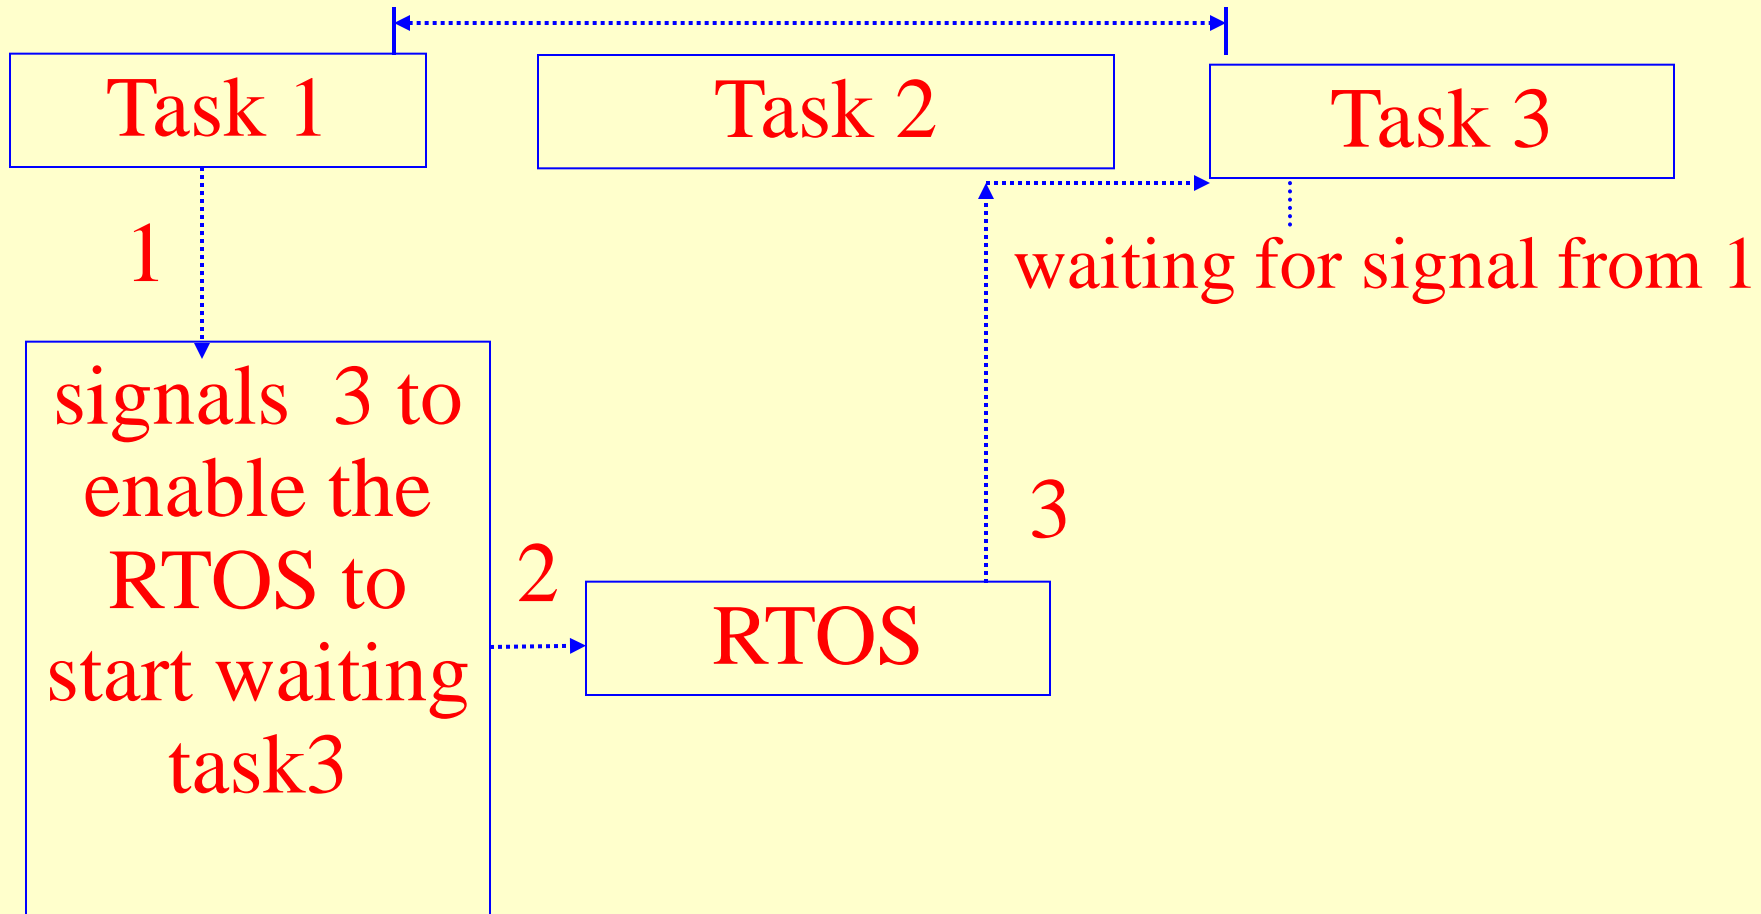 Task 1
Task 2
Task 3
1
waiting for signal from 1
signals 3 to
enable the
RTOS to
start waiting
task3
2
3
RTOS